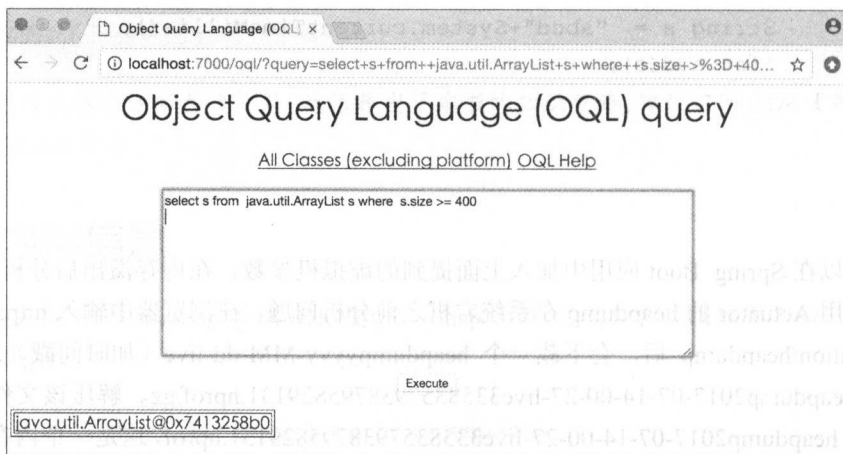 Object Query Language (OQL ×
localhost:7000/oql/?query=select+s+from++java.util.ArrayList+s+where++s.size+>%3D+40...
Object Query Language (OQL) query
All Classes (excluding platform) OQL Help
select s from java.util.ArrayList s where s.size >= 400
Execute
java.util.ArrayList@0x7413258b0